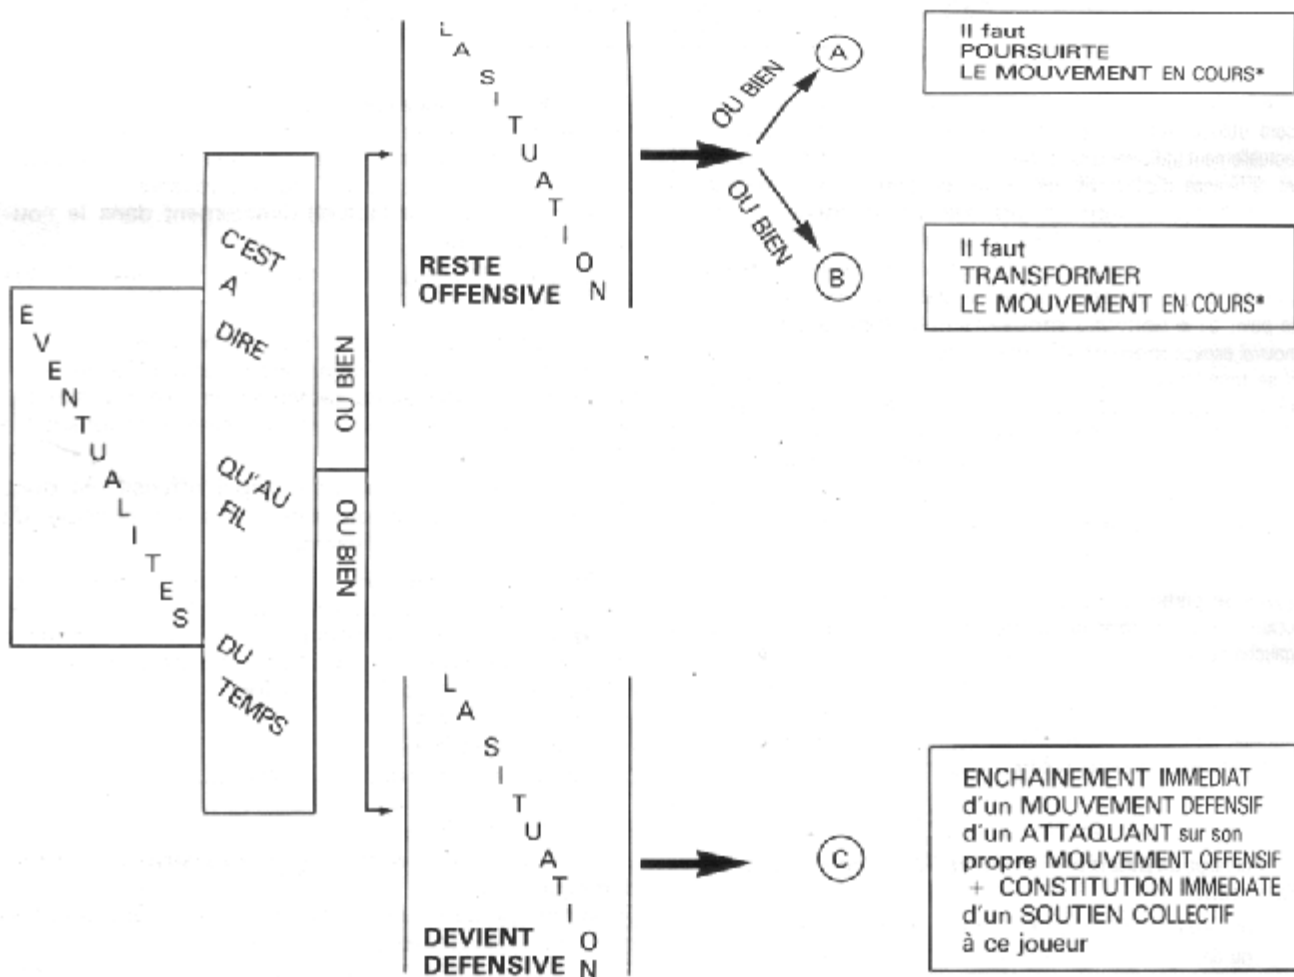 EVENTUALITES
C'EST
A
DIRE
QU'AU
FIL
DU
TEMPS
OU BIEN
OU BIEN
LA SITUATION
RESTE
OFFENSIVE
OU BIEN
A
OU BIEN
B
Il faut
POURSUIRTE
LE MOUVEMENT EN COURS*
Il faut
TRANSFORMER
LE MOUVEMENT EN COURS*
LA SITUATION
DEVIENT
DEFENSIVE
C
ENCHAINEMENT IMMEDIAT
d'un MOUVEMENT DEFENSIF
d'un ATTAQUANT sur son
propre MOUVEMENT OFFENSIF
+ CONSTITUTION IMMEDIATE
d'un SOUTIEN COLLECTIF
à ce joueur